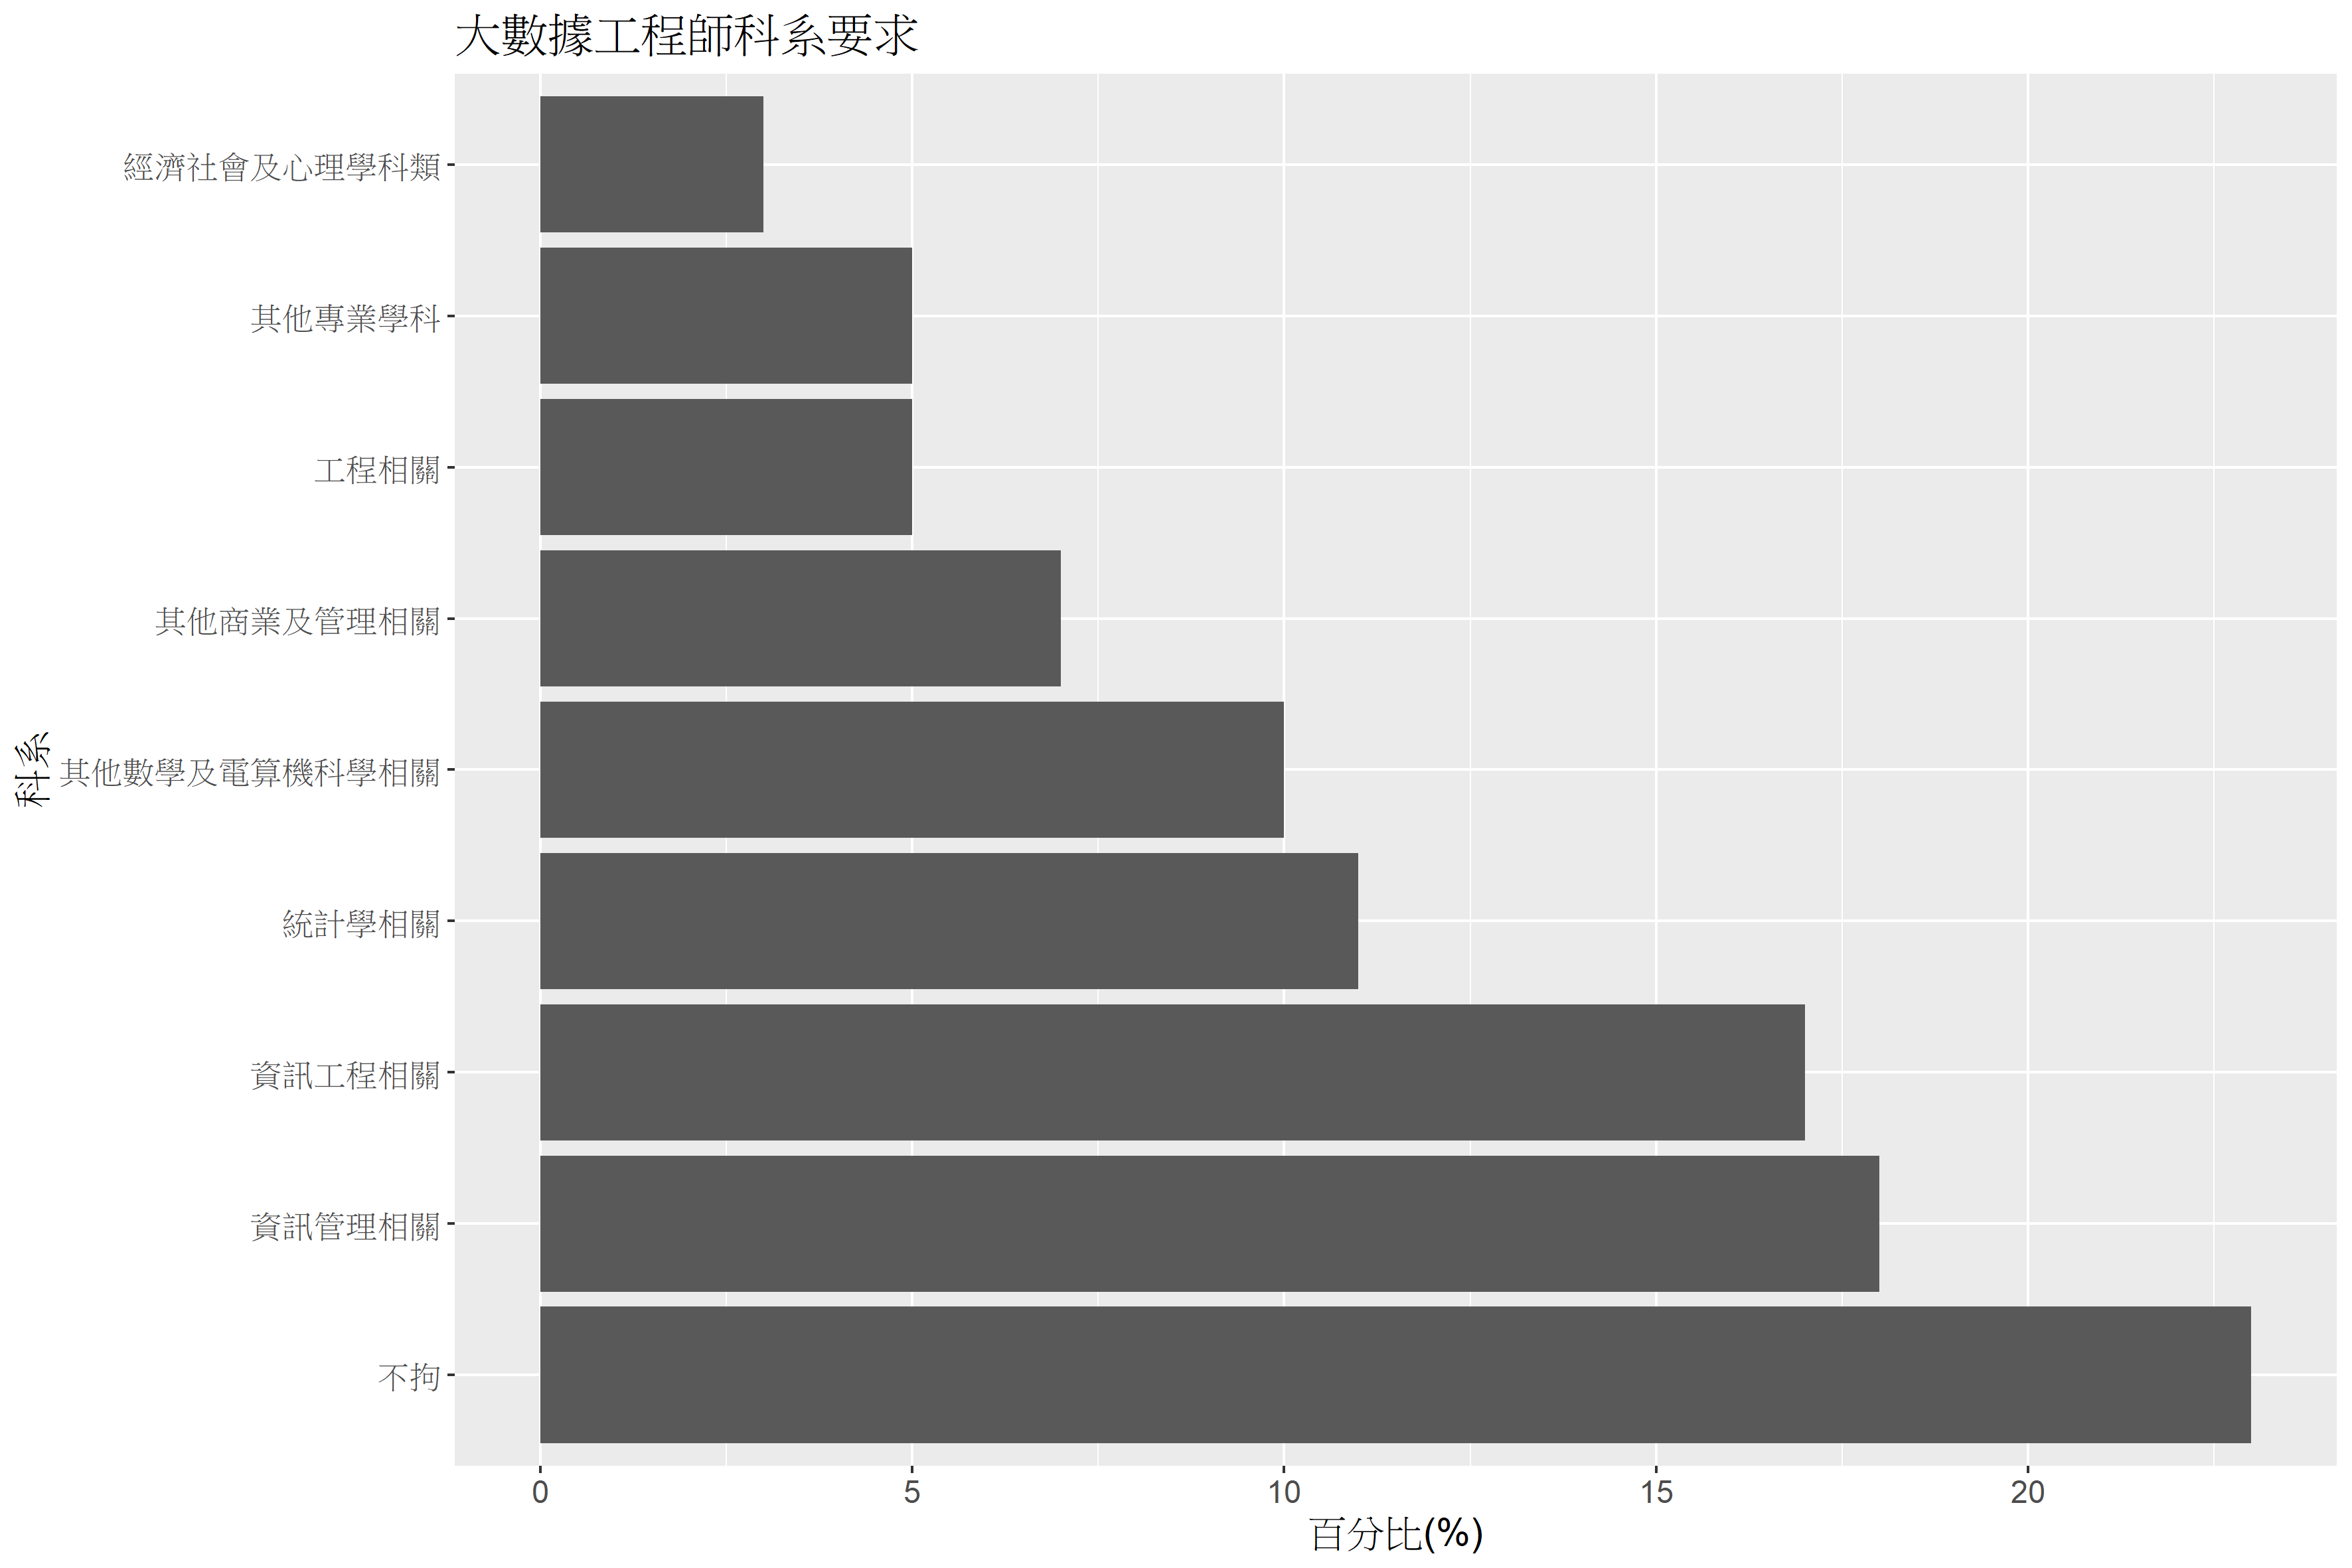 大數據工程師科系要求
經濟社會及心理學科類
其他專業學科
工程相關
其他商業及管理相關
其他數學及電算機科學相關
統計學相關
資訊工程相關
資訊管理相關
不拘
科系
0 5 10 15 20
百分比(%)